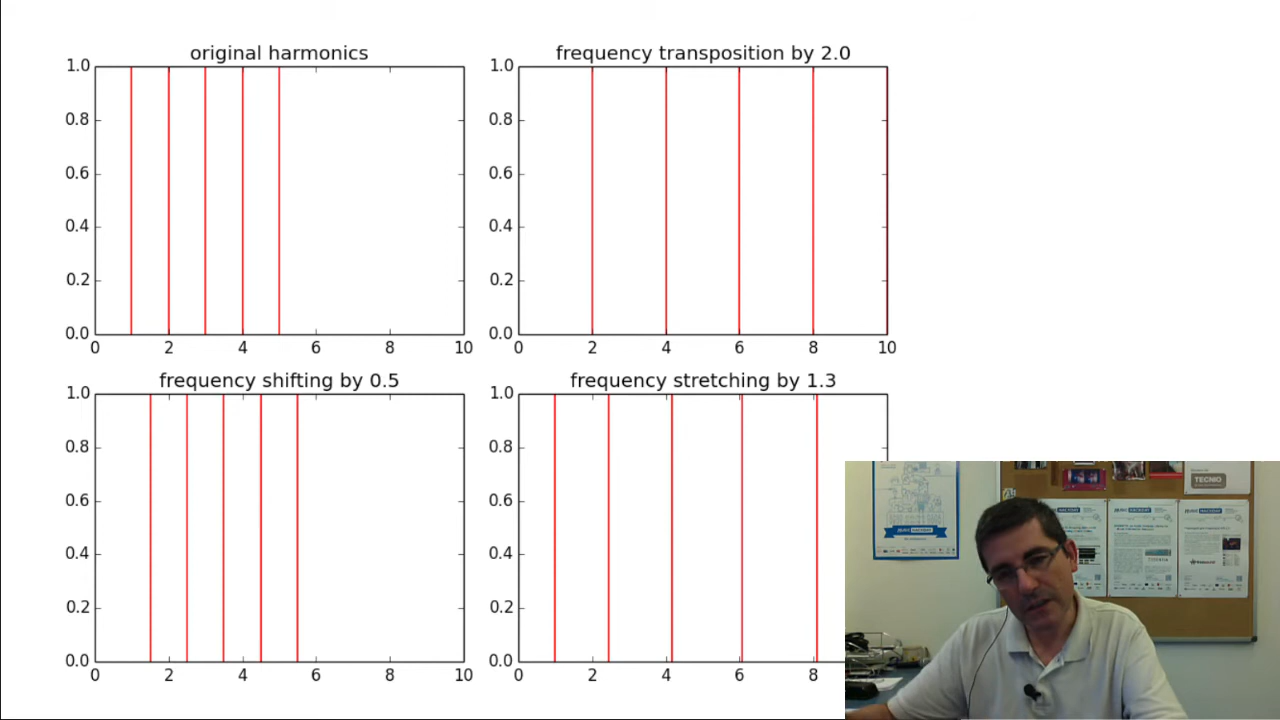 original harmonics
1.0
0.8
0.6
0.4
0.2
0.0
0 2 4 6 8 10
frequency transposition by 2.0
1.0
0.8
0.6
0.4
0.2
0.0
0 2 4 6 8 10
frequency shifting by 0.5
1.0
0.8
0.6
0.4
0.2
0.0
0 2 4 6 8 10
frequency stretching by 1.3
1.0
0.8
0.6
0.4
0.2
0.0
0 2 4 6 8
TECNIO